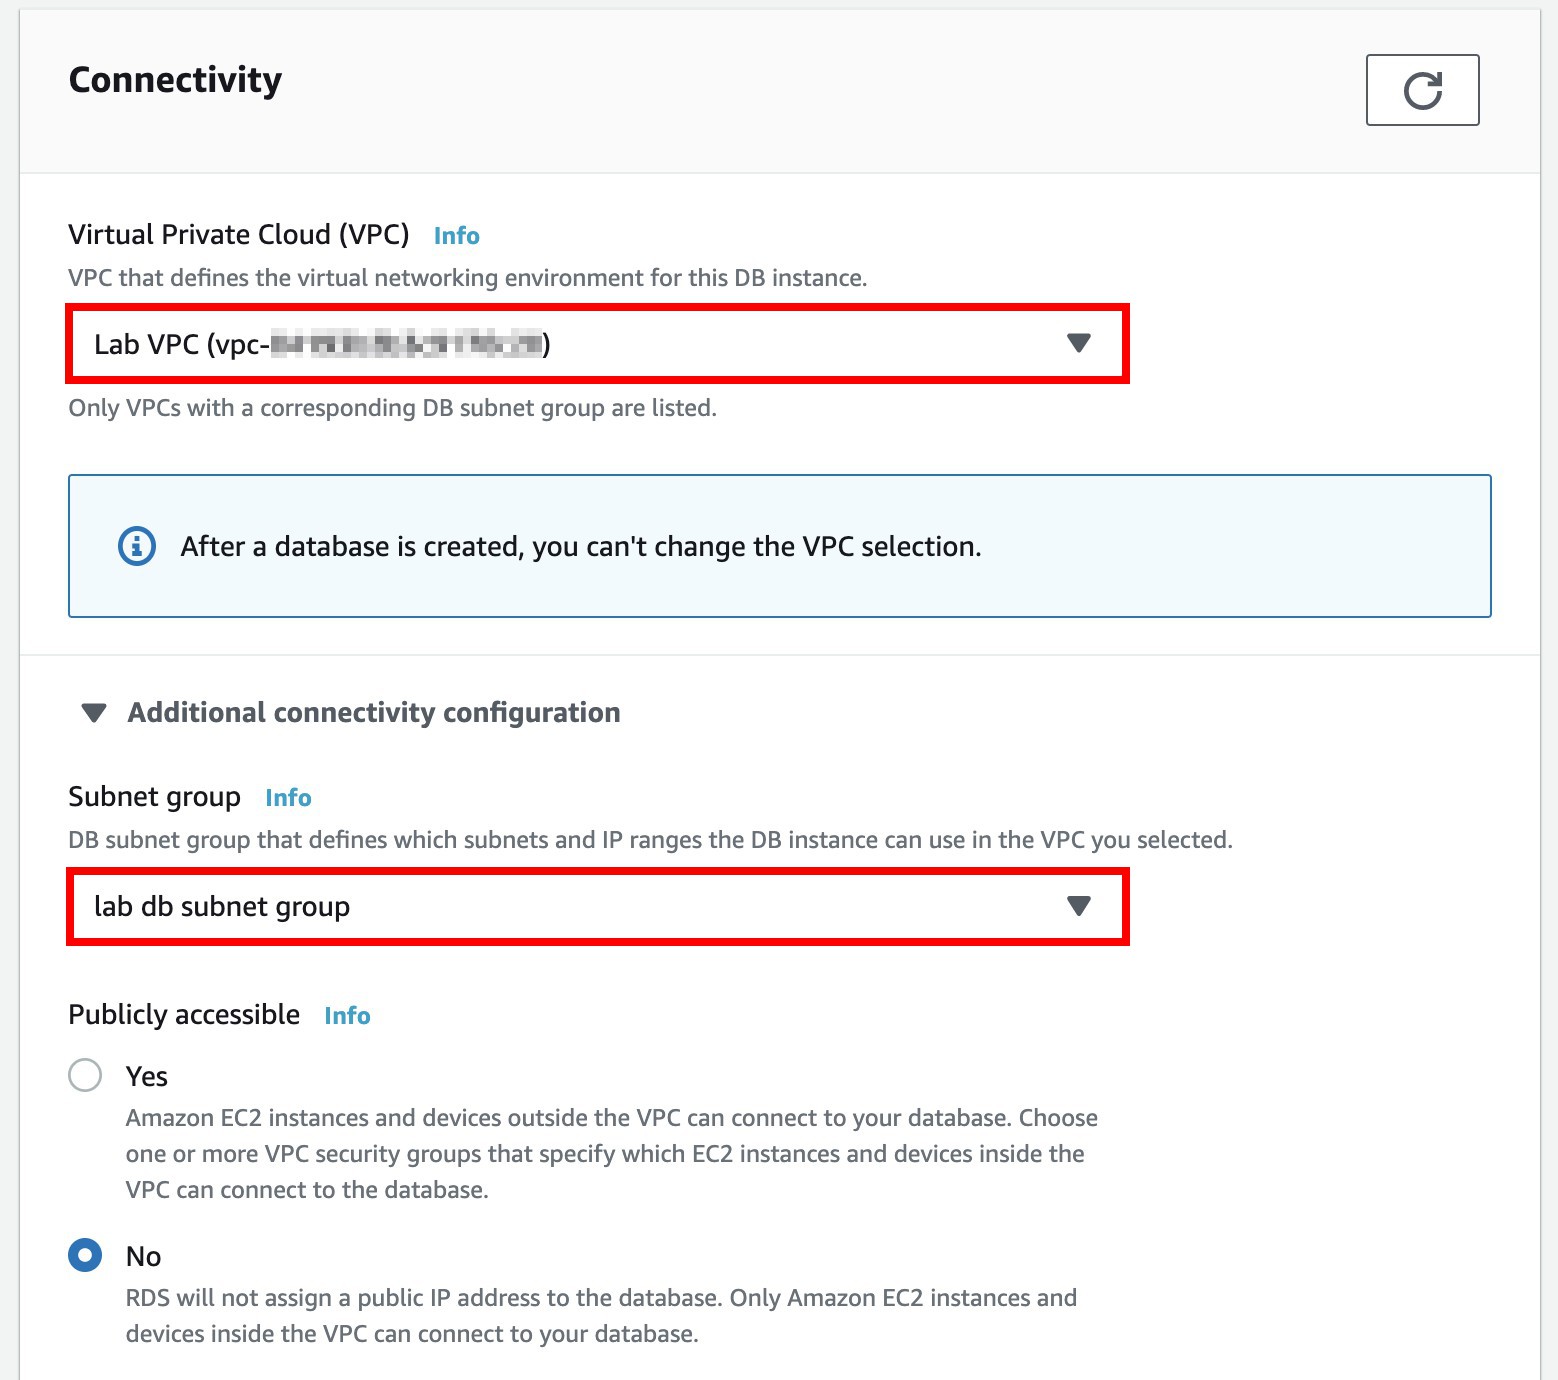 Connectivity
Virtual Private Cloud (VPC) Info
VPC that defines the virtual networking environment for this DB instance.
Lab VPC (vpc- )
Only VPCs with a corresponding DB subnet group are listed.
After a database is created, you can't change the VPC selection.
Additional connectivity configuration
Subnet group Info
DB subnet group that defines which subnets and IP ranges the DB instance can use in the VPC you selected.
lab db subnet group
Publicly accessible Info
Yes
Amazon EC2 instances and devices outside the VPC can connect to your database. Choose
one or more VPC security groups that specify which EC2 instances and devices inside the
VPC can connect to the database.
No
RDS will not assign a public IP address to the database. Only Amazon EC2 instances and
devices inside the VPC can connect to your database.